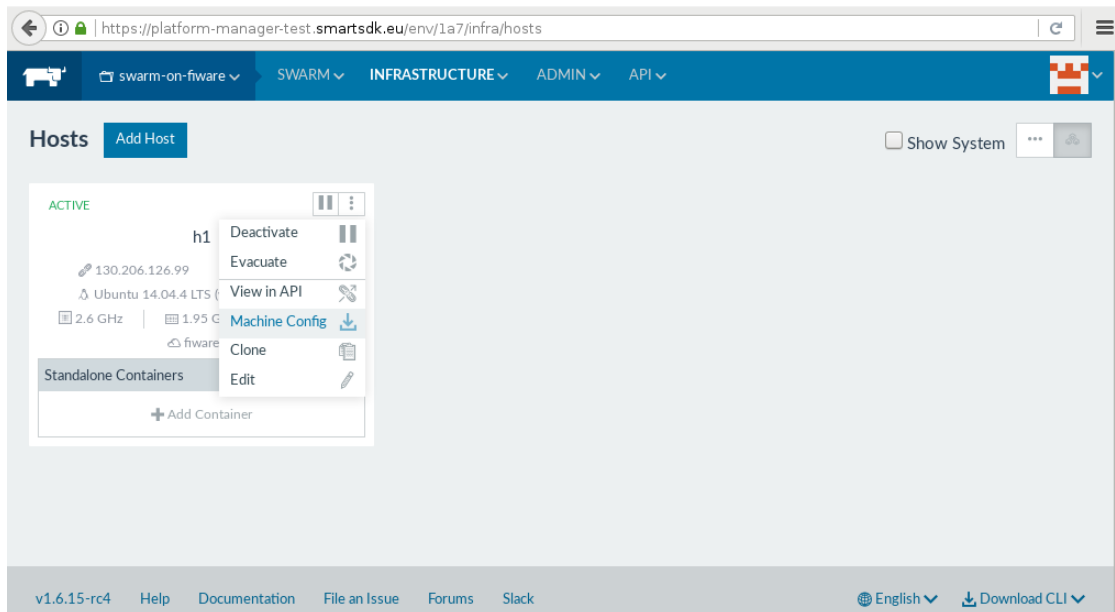 https://platform-manager-test.smartsdk.eu/env/1a7/infra/hosts
swarm-on-fiware SWARM INFRASTRUCTURE ADMIN API
Hosts Add Host Show System
ACTIVE
h1
Deactivate
130.206.126.99
Evacuate
Ubuntu 14.04.4 LTS (
View in API
2.6 GHz 1.95 G
Machine Config
fiware
Clone
Standalone Containers
Edit
Add Container
v1.6.15-rc4 Help Documentation File an Issue Forums Slack English Download CLI